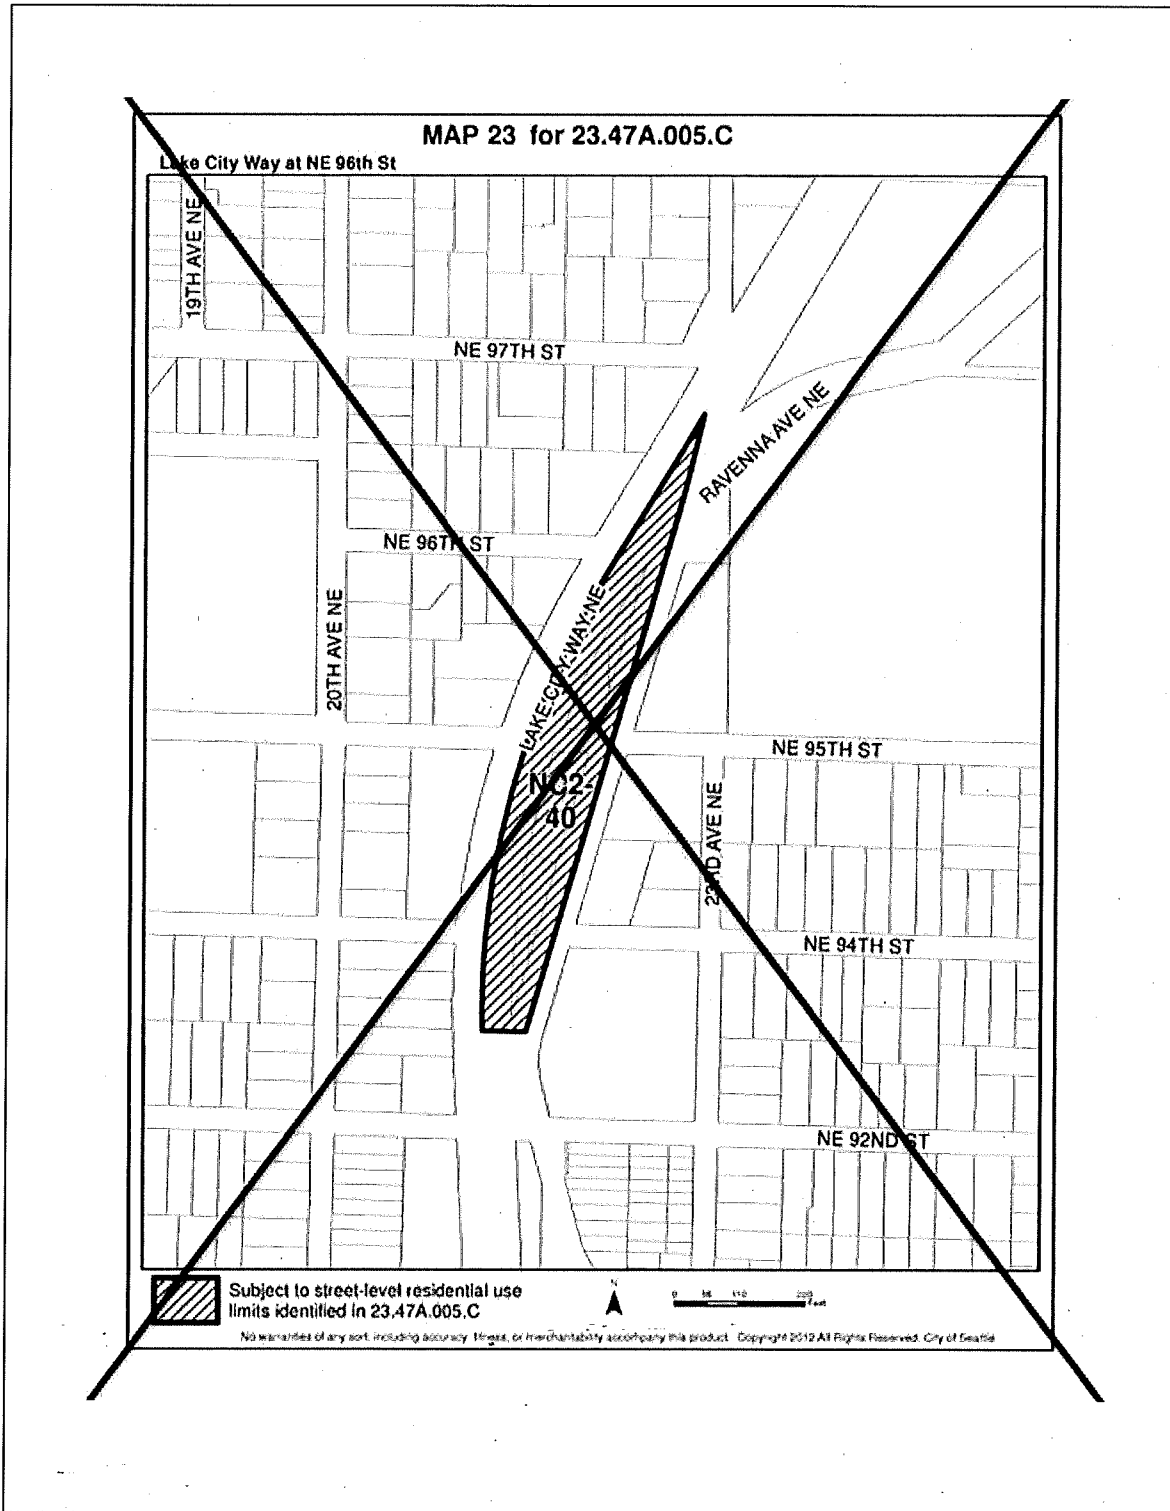 MAP 23 for 23.47A.005.C
Lake City Way at NE 96th St
19TH AVE NE
NE 97TH ST
RAVENNA AVE NE
NE 96TH ST
20TH AVE NE
LAKE CITY WAY NE
NE 95TH ST
NC2-
40
23RD AVE NE
NE 94TH ST
NE 92ND ST
Subject to street-level residential use
limits identified in 23.47A.005.C
N
0 110 220
Feet
No warranties of any sort, including accuracy, fitness, or merchantability accompany this product. Copyright 2012 All Rights Reserved, City of Seattle